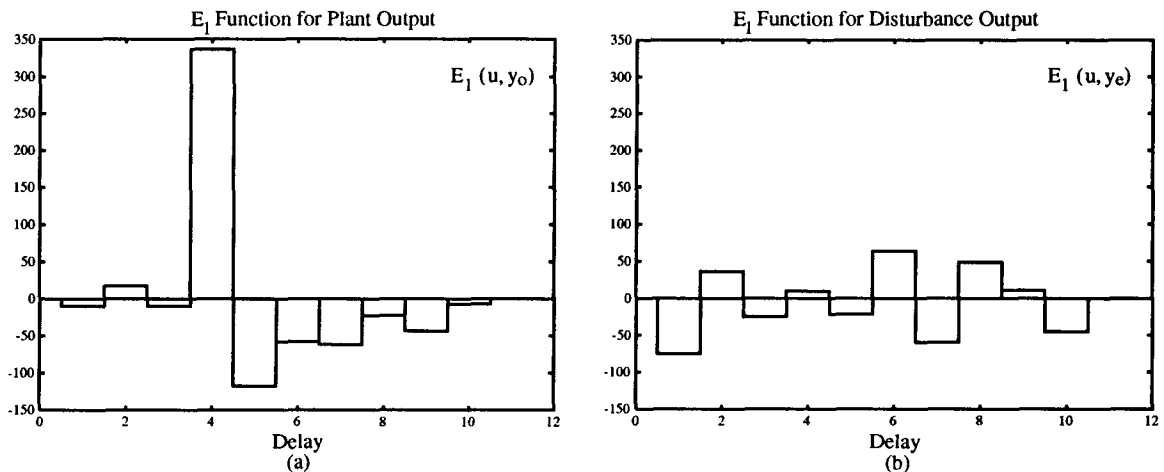 E1 Function for Plant Output
350
300
250
200
150
100
50
0
-50
-100
-150
E1 (u, yo)
0 2 4 6 8 10 12
Delay
(a)
E1 Function for Disturbance Output
350
300
250
200
150
100
50
0
-50
-100
-150
E1 (u, ye)
0 2 4 6 8 10 12
Delay
(b)